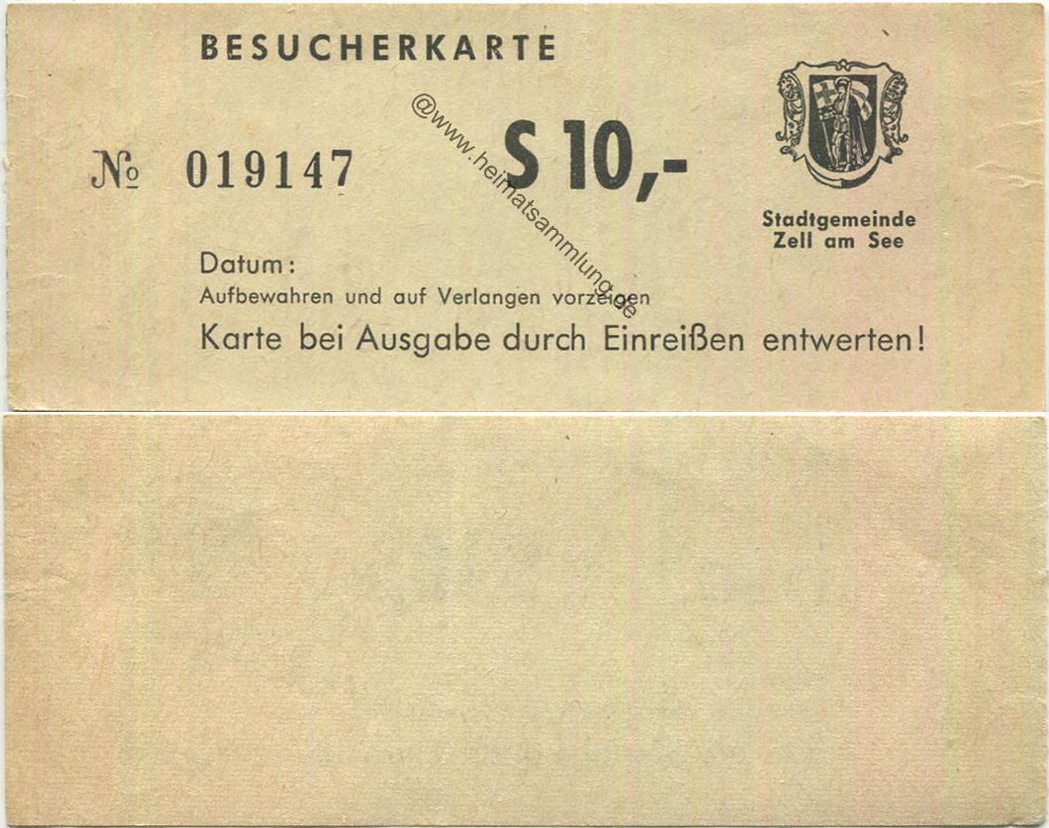 BESUCHERKARTE
№ 019147
S 10,-
Stadtgemeinde
Zell am See
Datum:
Aufbewahren und auf Verlangen vorzeigen
Karte bei Ausgabe durch Einreißen entwerten!
@www.heimatsammlung.de